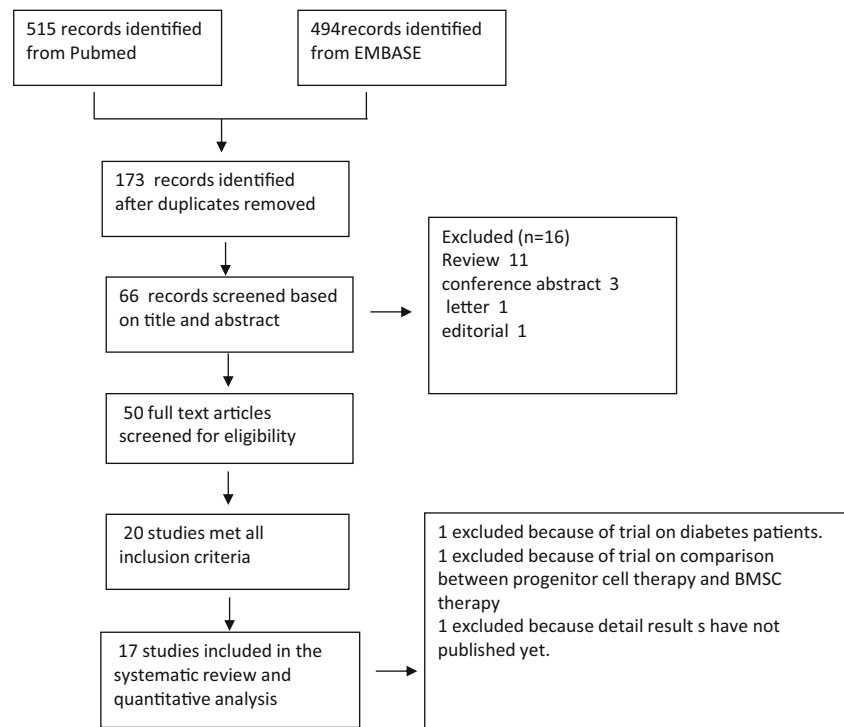 515 records identified
from Pubmed
494records identified
from EMBASE
173 records identified
after duplicates removed
Excluded (n=16)
Review 11
conference abstract 3
letter 1
editorial 1
66 records screened based
on title and abstract
50 full text articles
screened for eligibility
20 studies met all
inclusion criteria
1 excluded because of trial on diabetes patients.
1 excluded because of trial on comparison
between progenitor cell therapy and BMSC
therapy
1 excluded because detail result s have not
published yet.
17 studies included in the
systematic review and
quantitative analysis